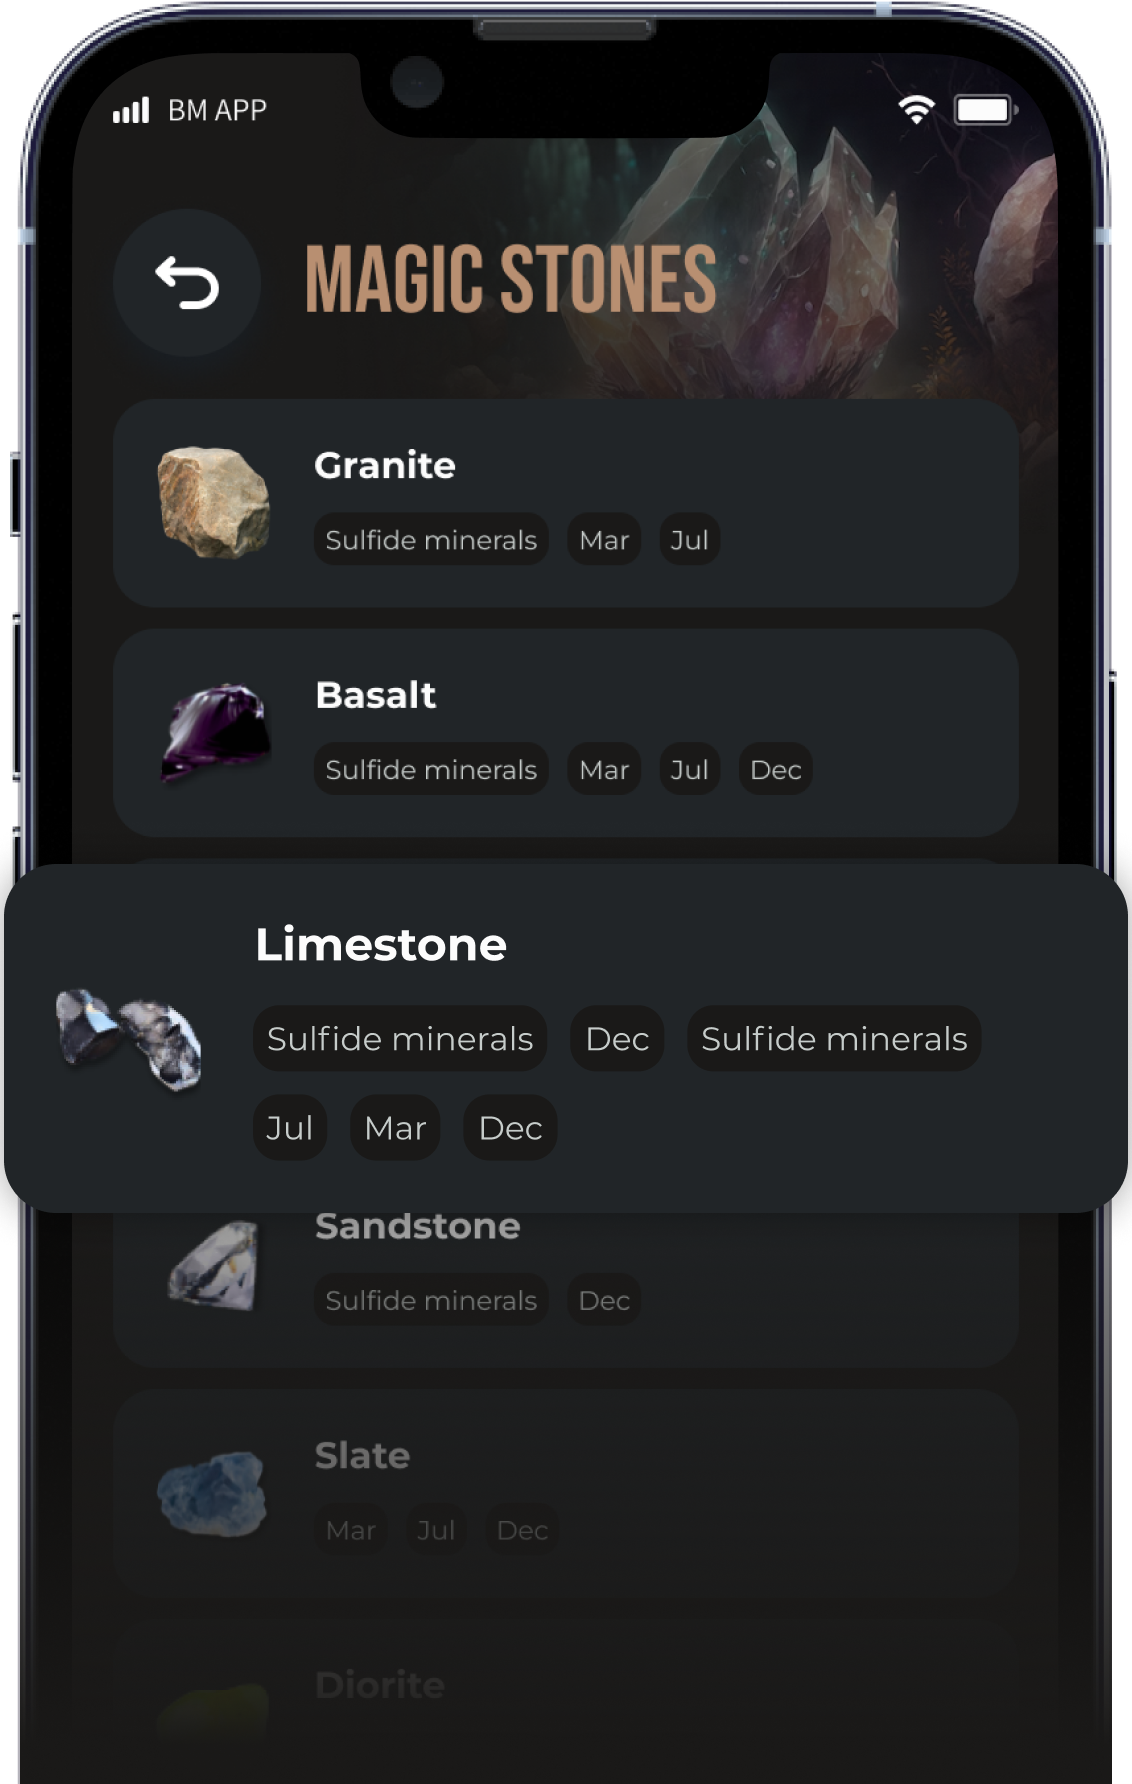 BM APP
MAGIC STONES
Granite
Sulfide minerals Mar Jul
Basalt
Sulfide minerals Mar Jul Dec
Limestone
Sulfide minerals Dec Sulfide minerals
Jul Mar Dec
Sandstone
Sulfide minerals Dec
Slate
Mar Jul Dec
Diorite